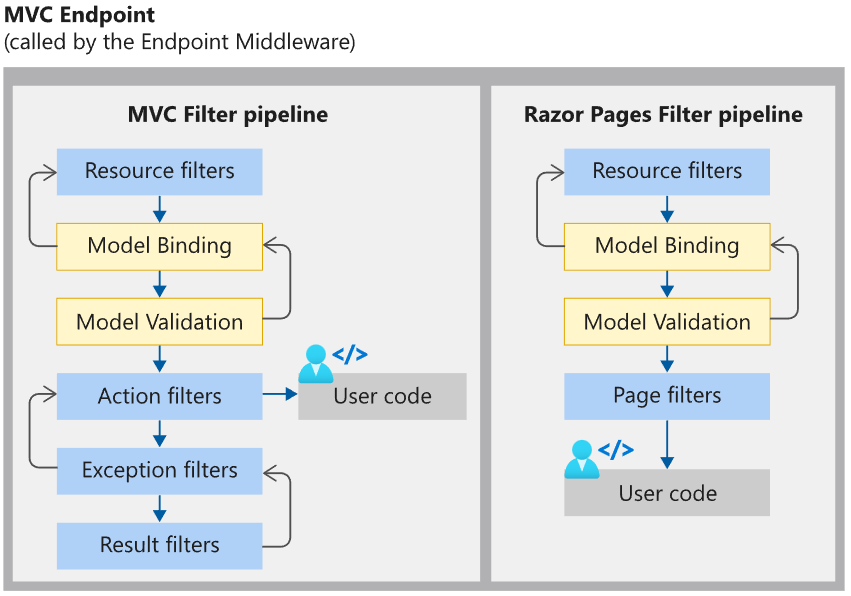 MVC Endpoint
(called by the Endpoint Middleware)
MVC Filter pipeline
Resource filters
Model Binding
Model Validation
Action filters
</>
User code
Exception filters
Result filters
Razor Pages Filter pipeline
Resource filters
Model Binding
Model Validation
Page filters
</>
User code